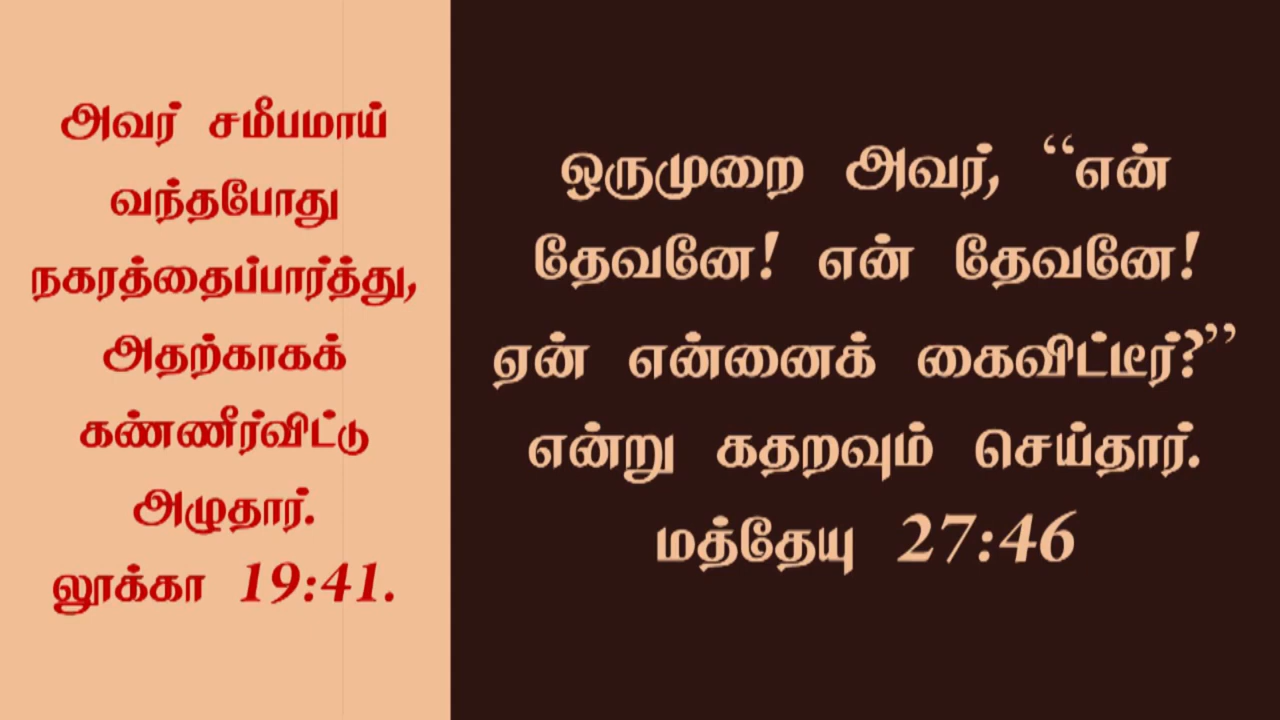 அவர் சமீபமாய்
வந்தபோது
நகரத்தைப்பார்த்து,
அதற்காகக்
கண்ணீர்விட்டு
அழுதார்.
லூக்கா 19:41.
ஒருமுறை அவர், “என்
தேவனே! என் தேவனே!
ஏன் என்னைக் கைவிட்டீர்?”
என்று கதறவும் செய்தார்.
மத்தேயு 27:46